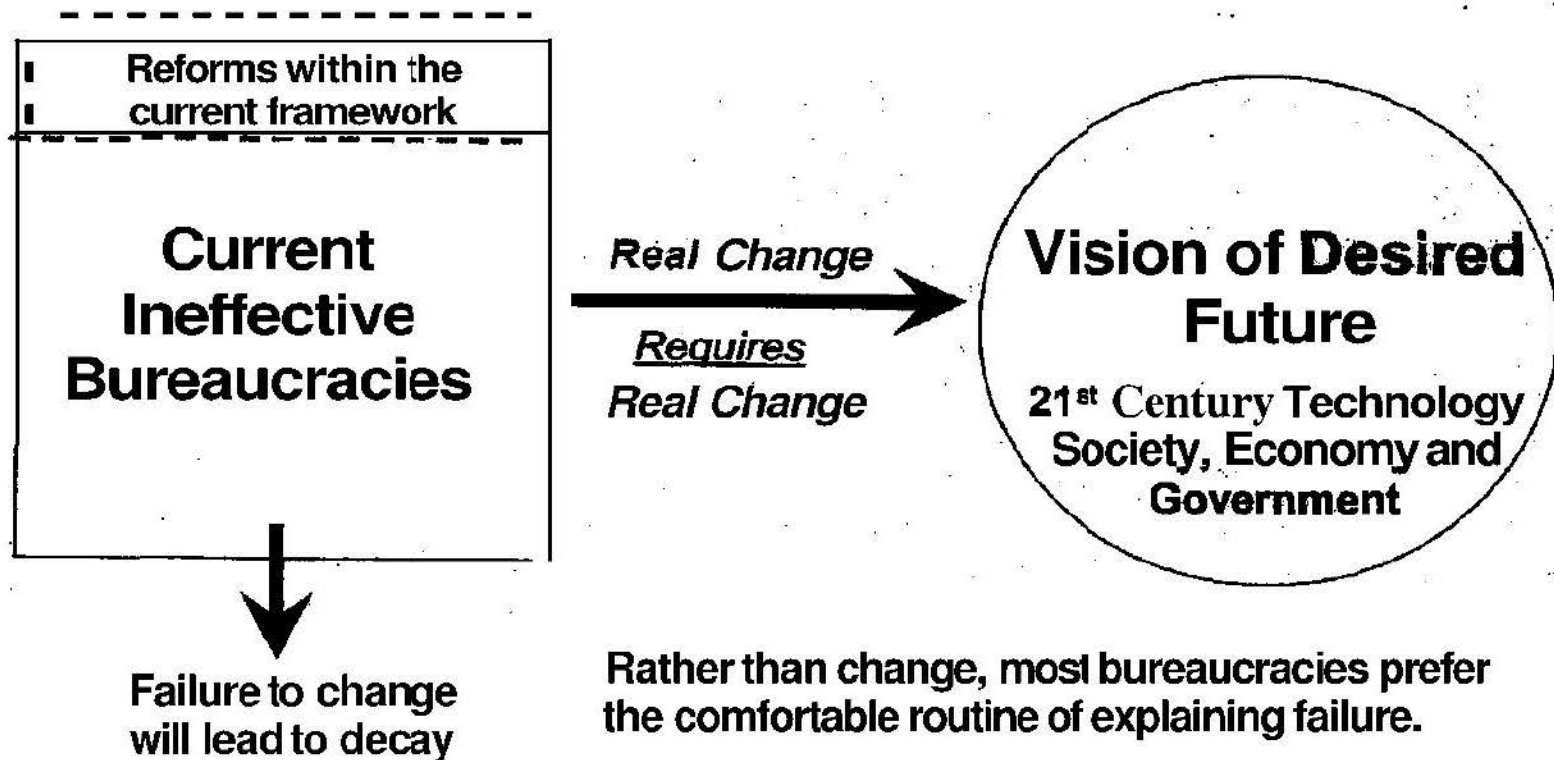 Reforms within the
current framework
Current
Ineffective
Bureaucracies
Real Change
Requires
Real Change
Vision of Desired
Future
21st Century Technology
Society, Economy and
Government
Failure to change
will lead to decay
Rather than change, most bureaucracies prefer
the comfortable routine of explaining failure.